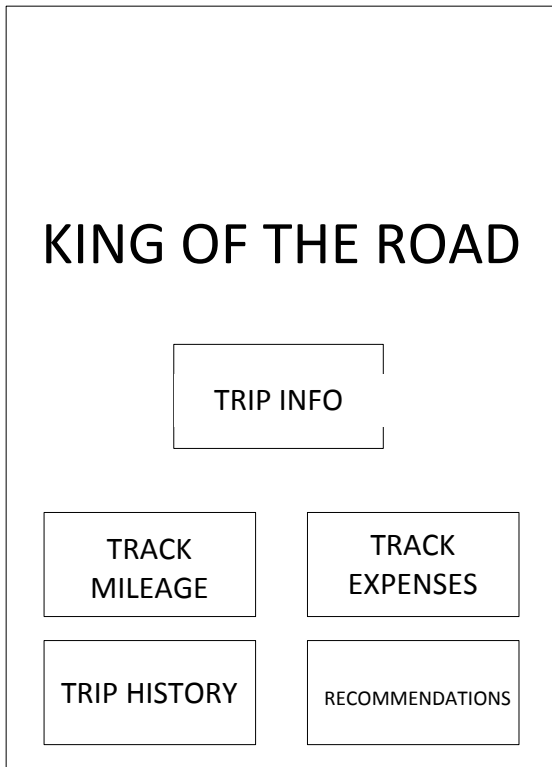 KING OF THE ROAD
TRIP INFO
TRACK
MILEAGE
TRACK
EXPENSES
TRIP HISTORY
RECOMMENDATIONS